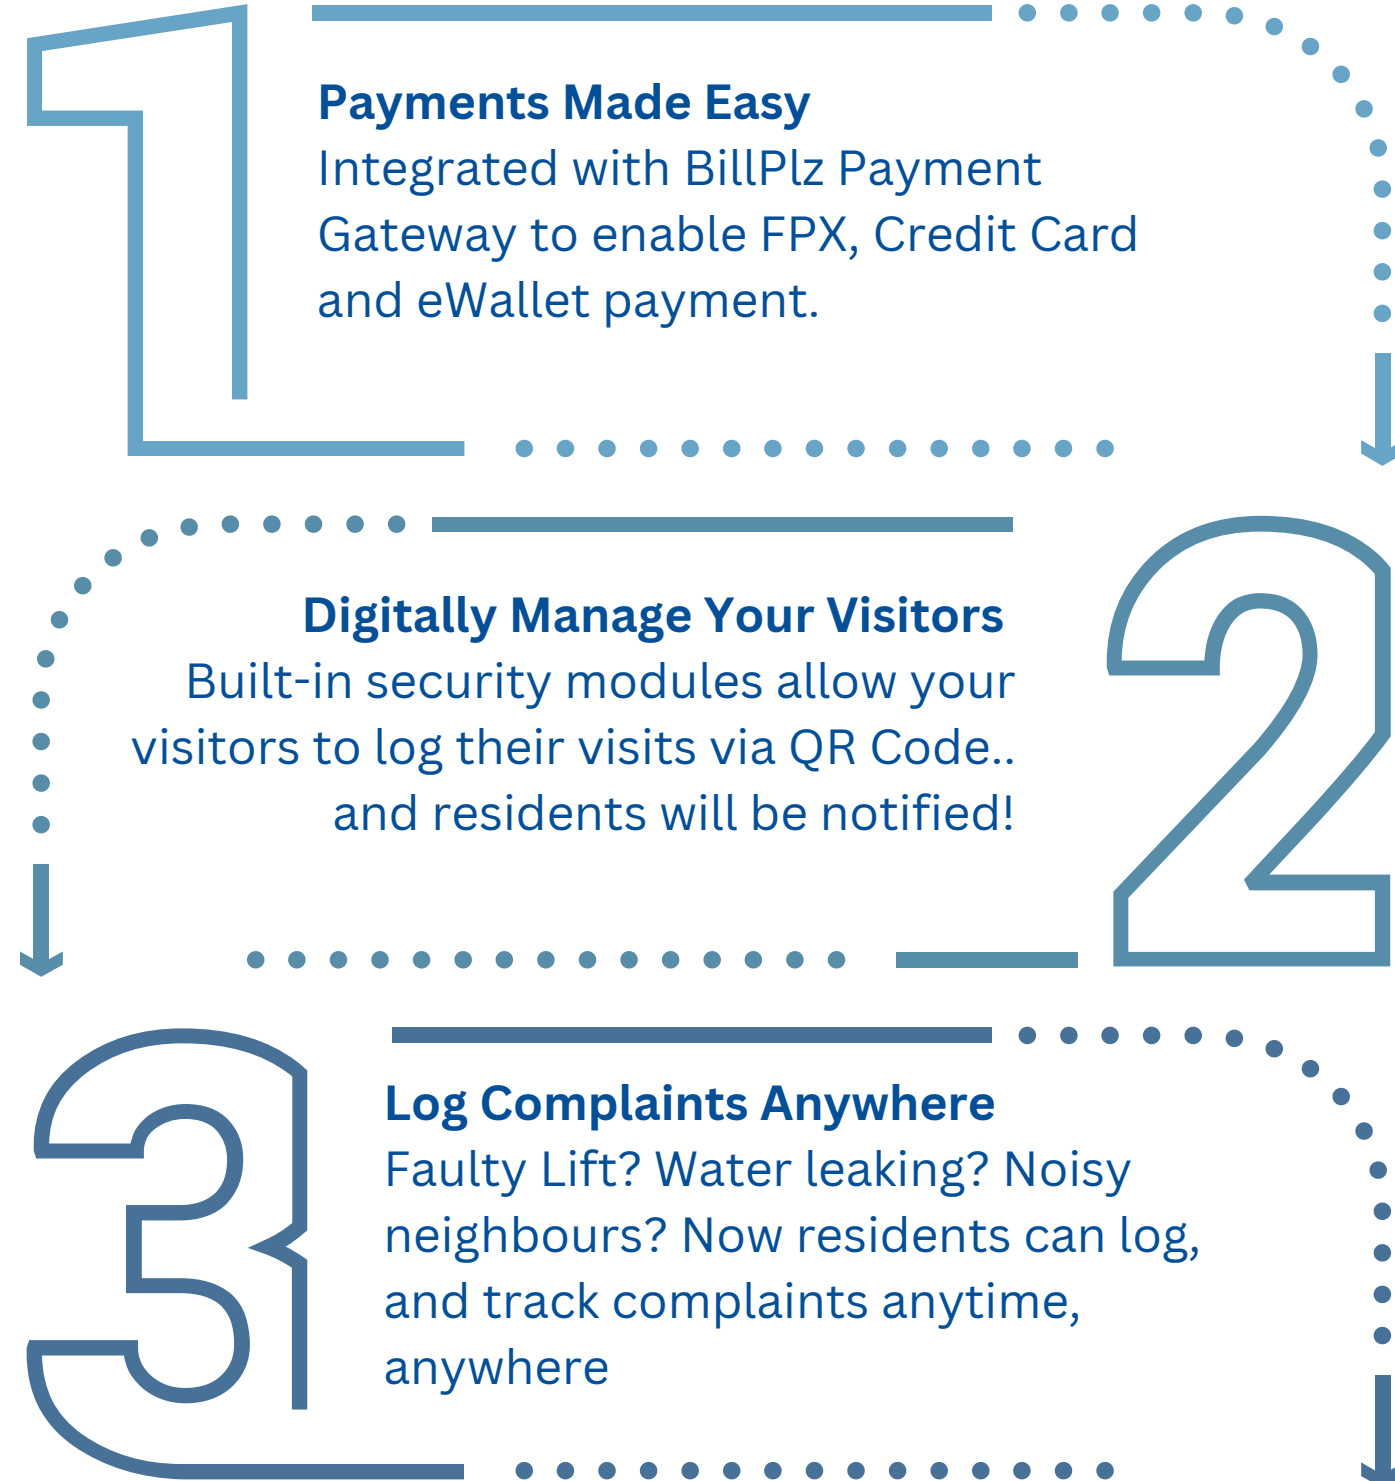 1
Payments Made Easy
Integrated with BillPlz Payment
Gateway to enable FPX, Credit Card
and eWallet payment.
2
Digitally Manage Your Visitors
Built-in security modules allow your
visitors to log their visits via QR Code..
and residents will be notified!
3
Log Complaints Anywhere
Faulty Lift? Water leaking? Noisy
neighbours? Now residents can log,
and track complaints anytime,
anywhere